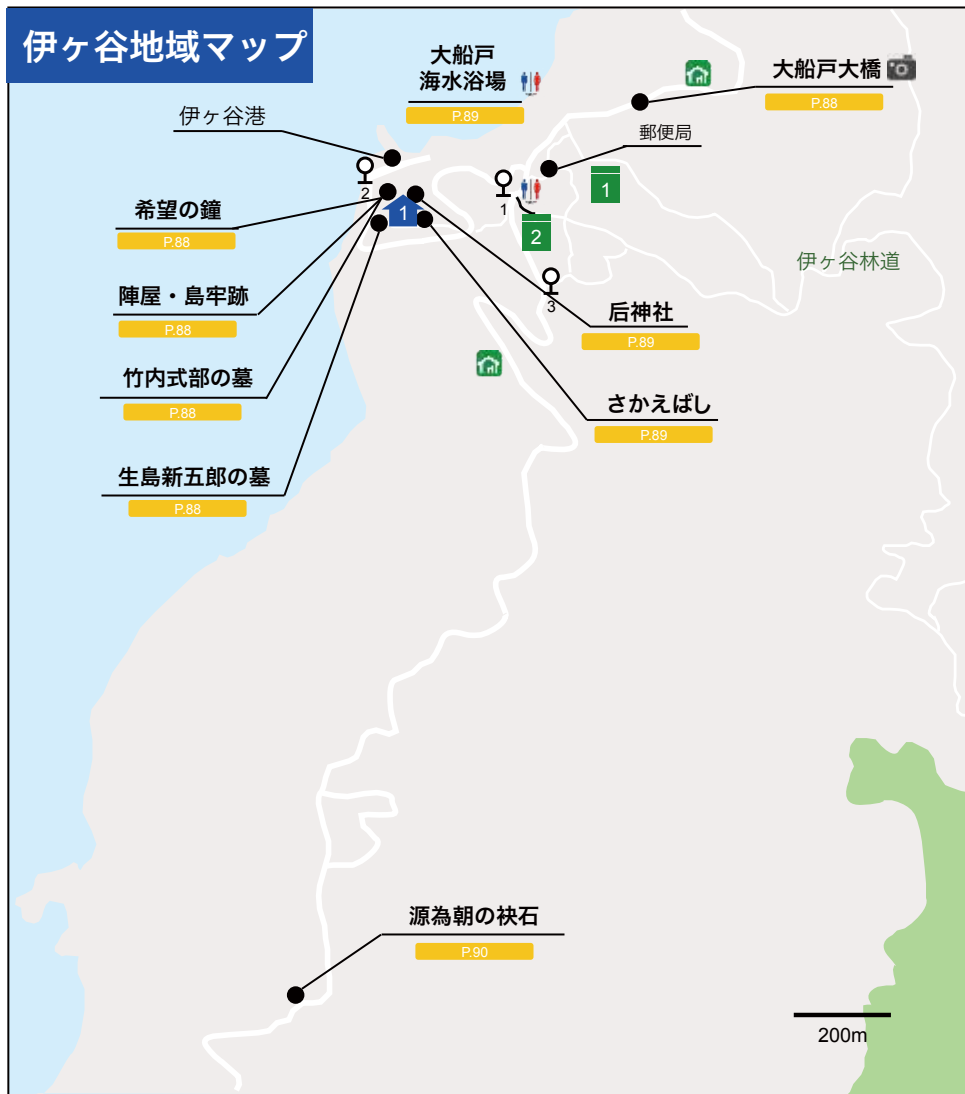 伊ヶ谷地域マップ
大船戸
海水浴場
P.89
大船戸大橋
P.88
伊ヶ谷港
郵便局
2
1
1
1
2
希望の鐘
P.88
伊ヶ谷林道
陣屋・島牢跡
P.88
3
后神社
P.89
竹内式部の墓
P.88
さかえばし
P.89
生島新五郎の墓
P.88
源為朝の袂石
P.90
200m